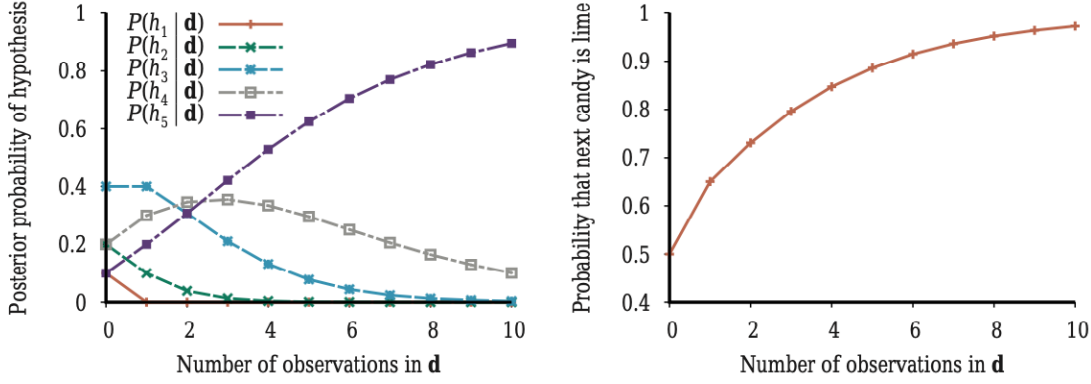 Posterior probability of hypothesis
1
0.8
0.6
0.4
0.2
0
P(h₁ | d)
P(h₂ | d)
P(h₃ | d)
P(h₄ | d)
P(h₅ | d)
0 2 4 6 8 10
Number of observations in d
Probability that next candy is lime
1
0.9
0.8
0.7
0.6
0.5
0.4
0 2 4 6 8 10
Number of observations in d